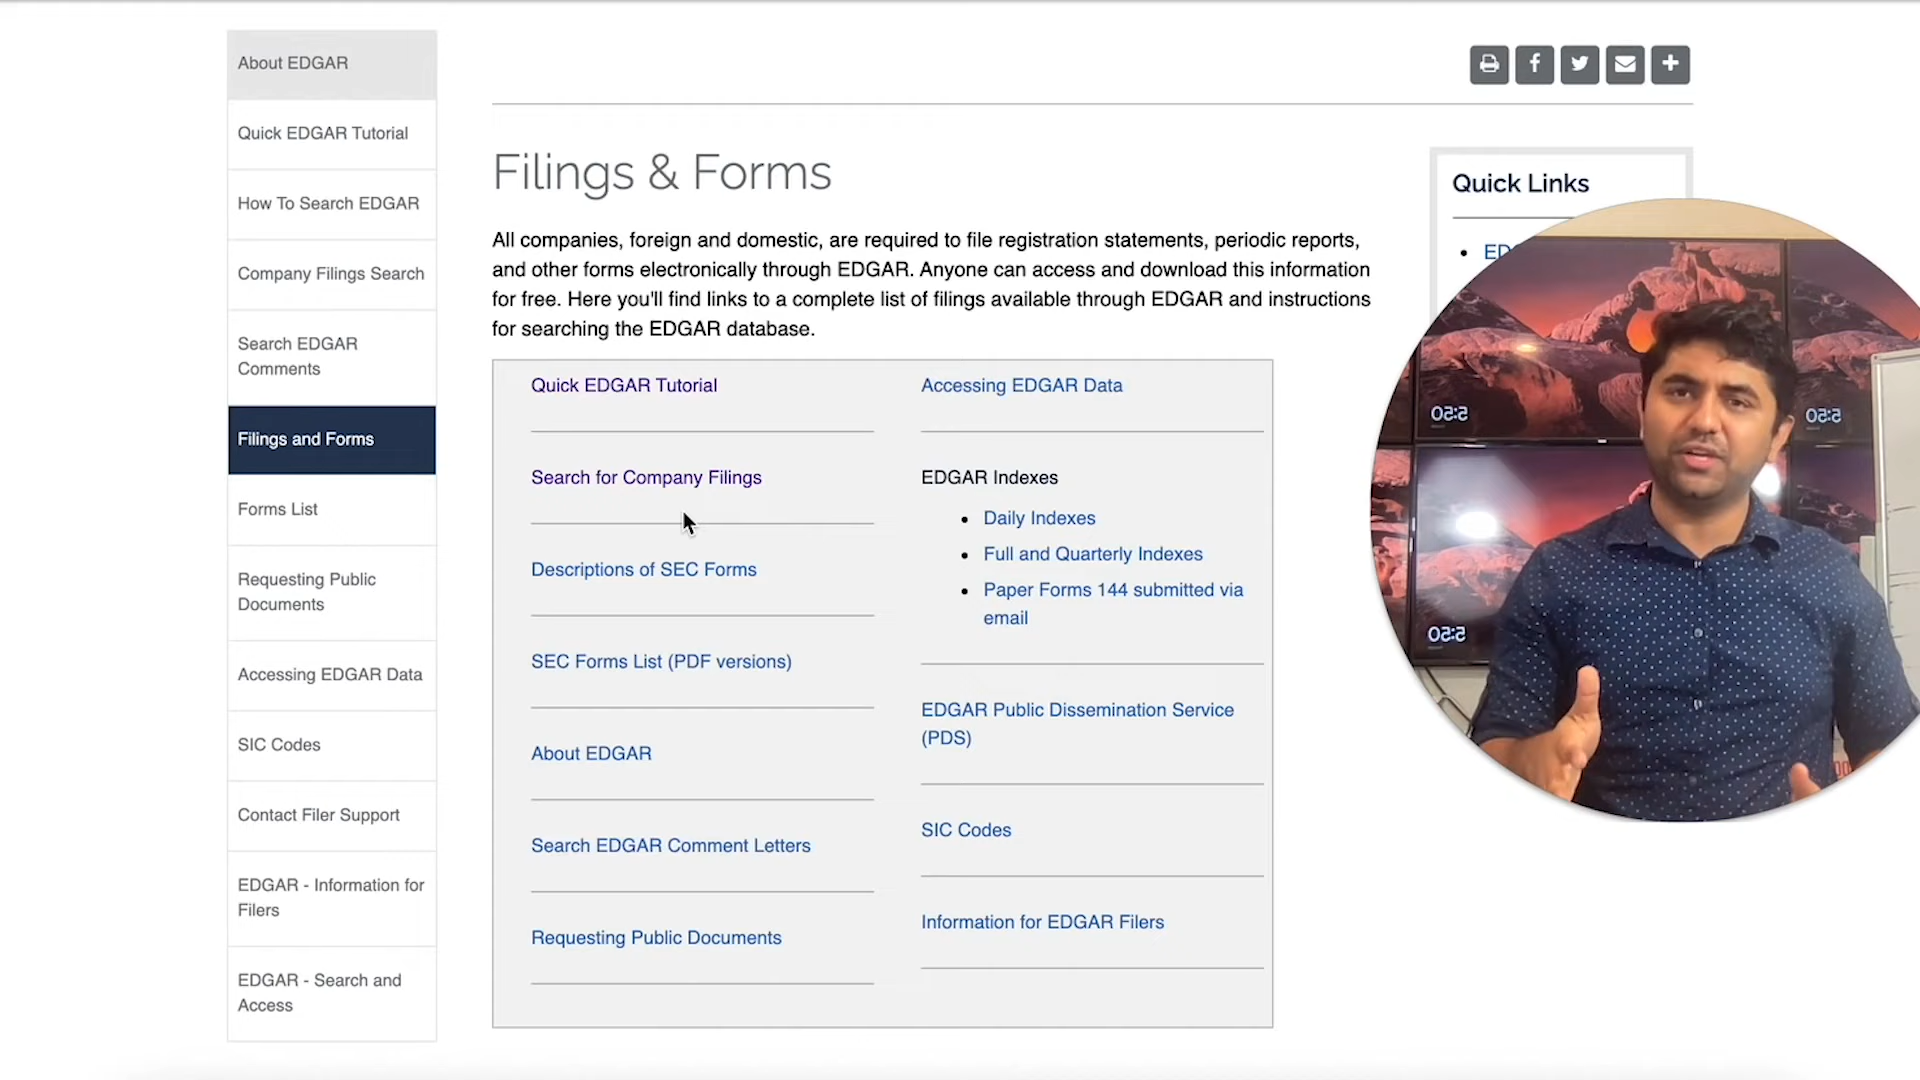 About EDGAR
Quick EDGAR Tutorial
How To Search EDGAR
Company Filings Search
Search EDGAR
Comments
Filings and Forms
Forms List
Requesting Public
Documents
Accessing EDGAR Data
SIC Codes
Contact Filer Support
EDGAR - Information for
Filers
EDGAR - Search and
Access
Filings & Forms
All companies, foreign and domestic, are required to file registration statements, periodic reports,
and other forms electronically through EDGAR. Anyone can access and download this information
for free. Here you'll find links to a complete list of filings available through EDGAR and instructions
for searching the EDGAR database.
Quick EDGAR Tutorial
Search for Company Filings
Descriptions of SEC Forms
SEC Forms List (PDF versions)
About EDGAR
Search EDGAR Comment Letters
Requesting Public Documents
Accessing EDGAR Data
EDGAR Indexes
Daily Indexes
Full and Quarterly Indexes
Paper Forms 144 submitted via
email
EDGAR Public Dissemination Service
(PDS)
SIC Codes
Information for EDGAR Filers
Quick Links